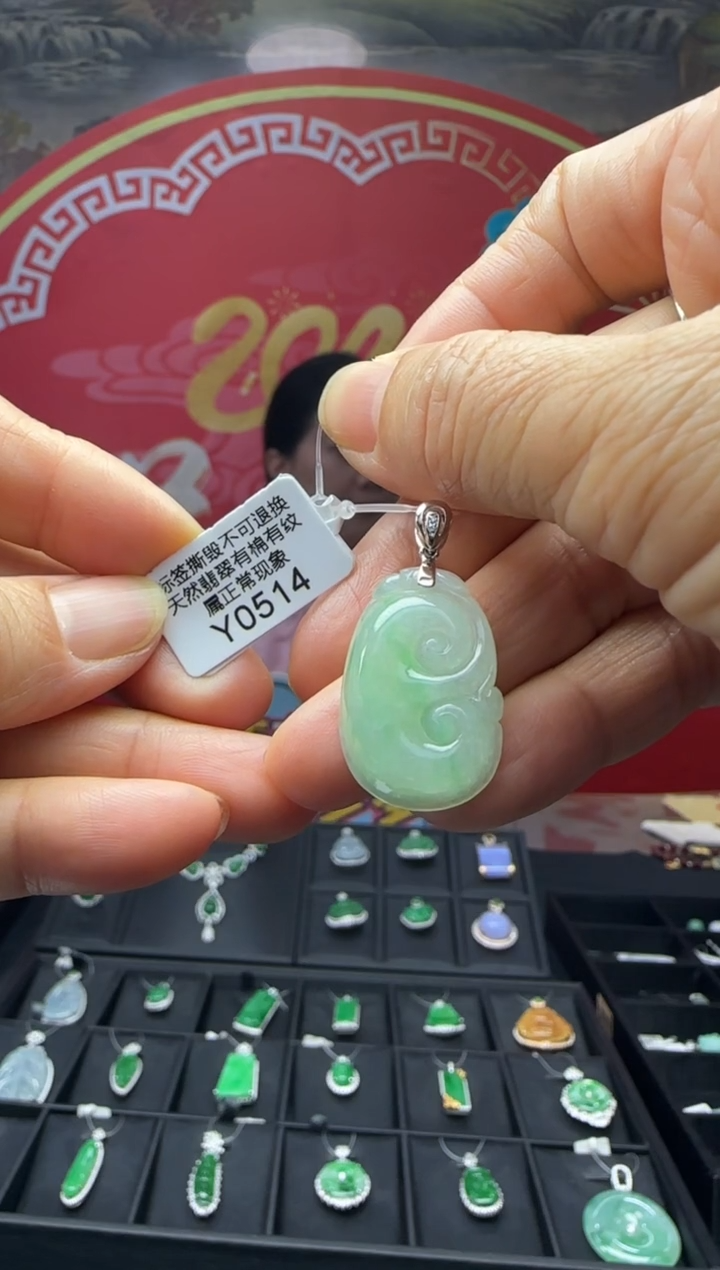 标签撕毁不可退换
天然翡翠有棉有纹
属正常现象
Y0514